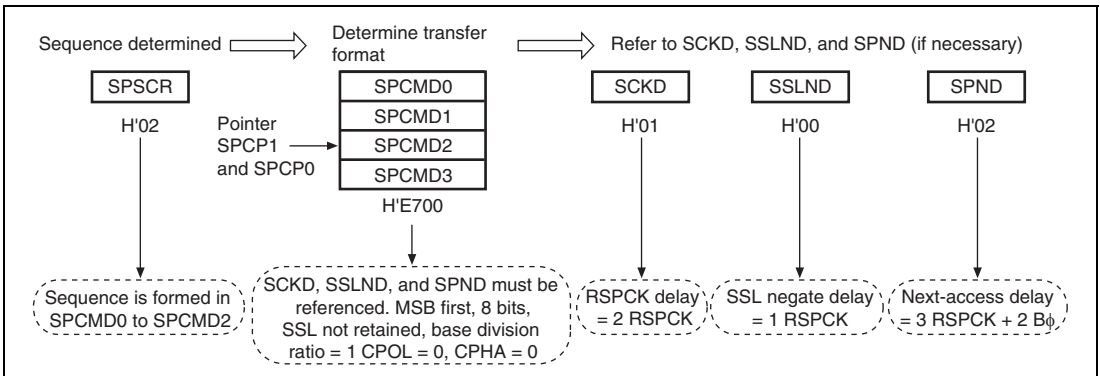 Sequence determined
Determine transfer
format
Refer to SCKD, SSLND, and SPND (if necessary)
SPSCR
H'02
Pointer
SPCP1
and SPCP0
SPCMD0
SPCMD1
SPCMD2
SPCMD3
H'E700
SCKD
H'01
SSLND
H'00
SPND
H'02
Sequence is formed in
SPCMD0 to SPCMD2
SCKD, SSLND, and SPND must be
referenced. MSB first, 8 bits,
SSL not retained, base division
ratio = 1 CPOL = 0, CPHA = 0
RSPCK delay
= 2 RSPCK
SSL negate delay
= 1 RSPCK
Next-access delay
= 3 RSPCK + 2 Bϕ